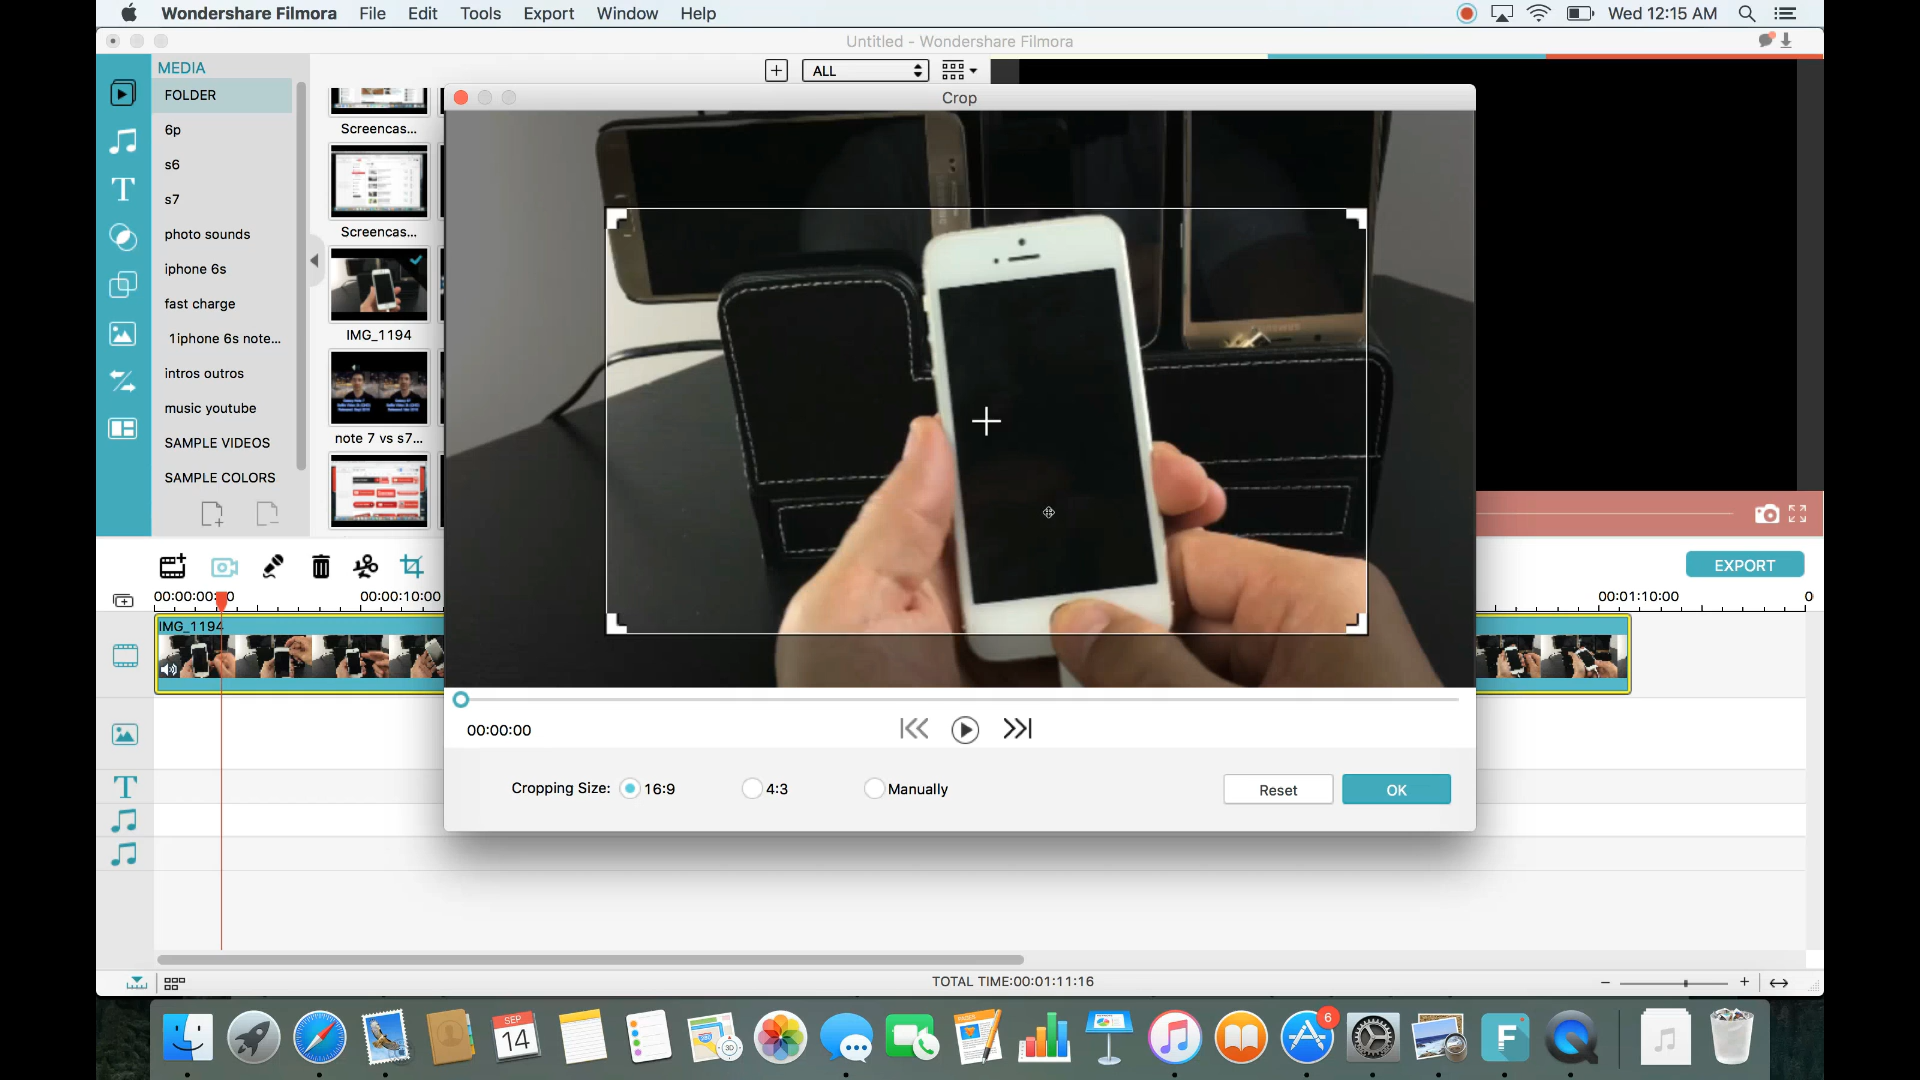 Wondershare Filmora File Edit Tools Export Window Help
Wed 12:15 AM
Untitled - Wondershare Filmora
MEDIA
FOLDER
6p
s6
s7
photo sounds
iphone 6s
fast charge
1iphone 6s note...
intros outros
music youtube
SAMPLE VIDEOS
SAMPLE COLORS
ALL
Screencas...
Screencas...
IMG_1194
note 7 vs s7...
Crop
SAMSUNG
00:00:00
Cropping Size: 16:9 4:3 Manually
Reset OK
EXPORT
00:00:10:00
00:01:10:00
0
IMG_1194
TOTAL TIME:00:01:11:16
SEP
14
3D
6